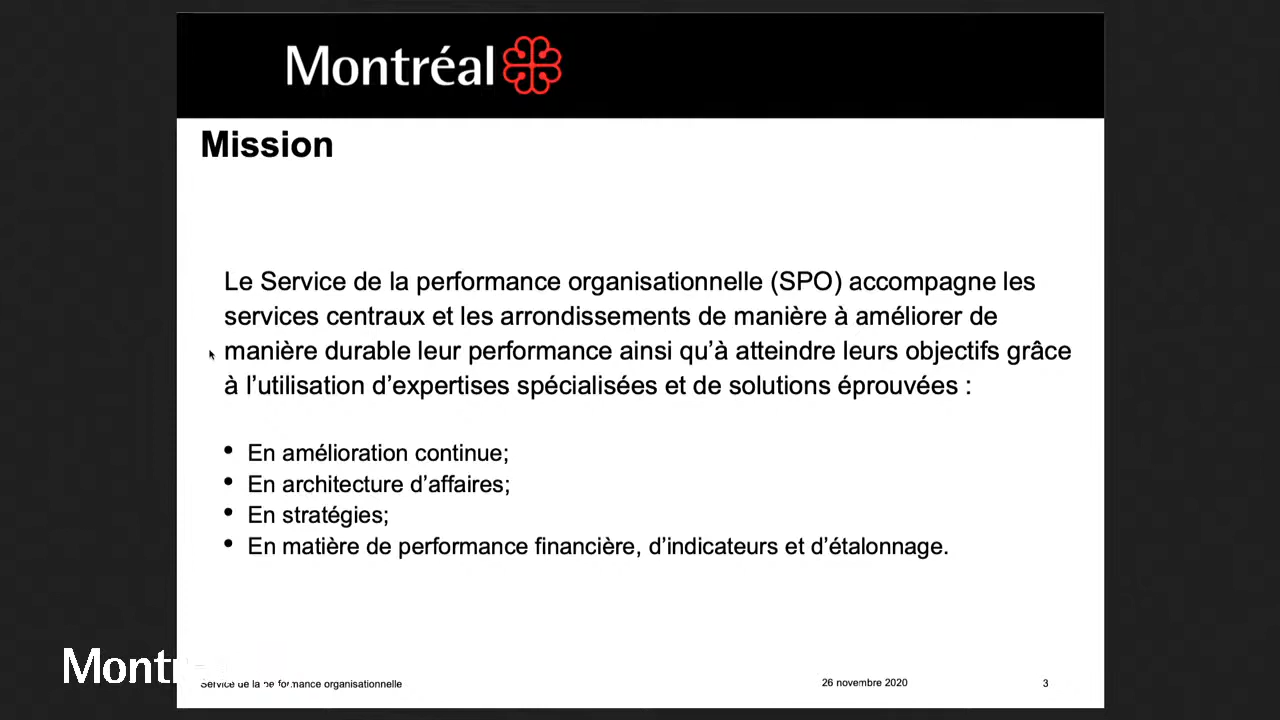 Montréal
Mission
Le Service de la performance organisationnelle (SPO) accompagne les
services centraux et les arrondissements de manière à améliorer de
manière durable leur performance ainsi qu’à atteindre leurs objectifs grâce
à l’utilisation d’expertises spécialisées et de solutions éprouvées :
• En amélioration continue;
• En architecture d’affaires;
• En stratégies;
• En matière de performance financière, d’indicateurs et d’étalonnage.
Montr
Service de la performance organisationnelle
26 novembre 2020
3